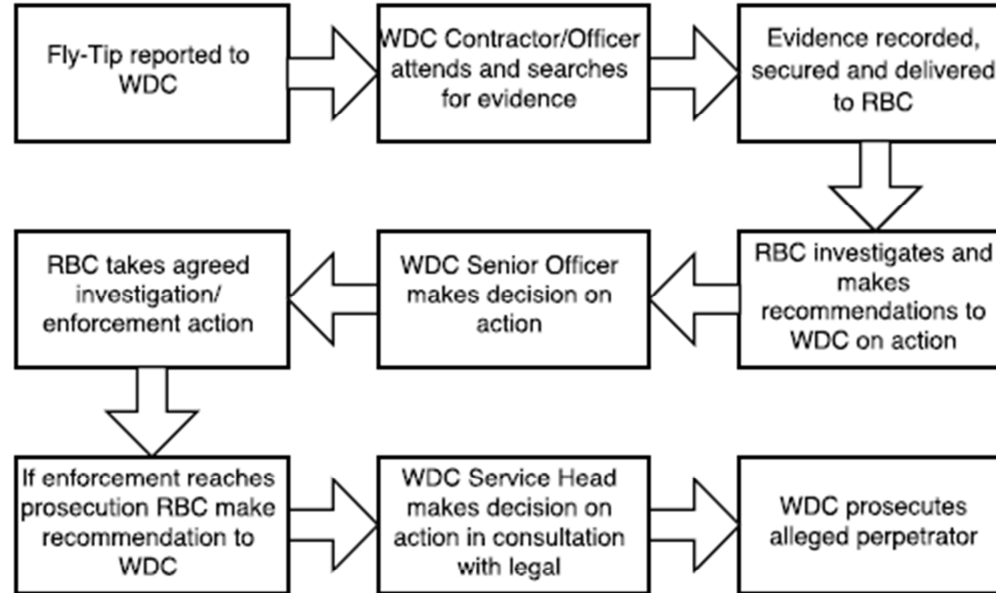 Fly-Tip reported to
WDC
WDC Contractor/Officer
attends and searches
for evidence
Evidence recorded,
secured and delivered
to RBC
RBC investigates and
makes
recommendations to
WDC on action
WDC Senior Officer
makes decision on
action
RBC takes agreed
investigation/
enforcement action
If enforcement reaches
prosecution RBC make
recommendation to
WDC
WDC Service Head
makes decision on
action in consultation
with legal
WDC prosecutes
alleged perpetrator